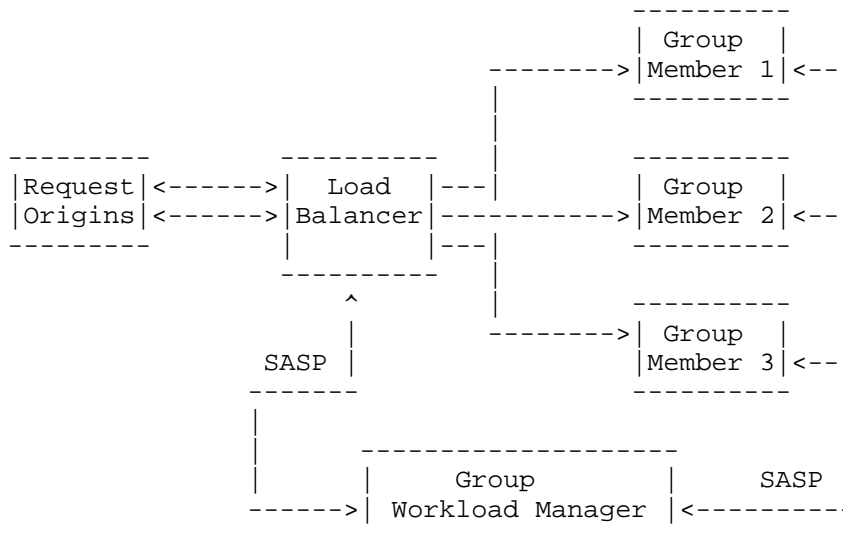 Group
Member 1
Request Load Group
Origins Balancer Member 2
Group
SASP Member 3
Group SASP
Workload Manager